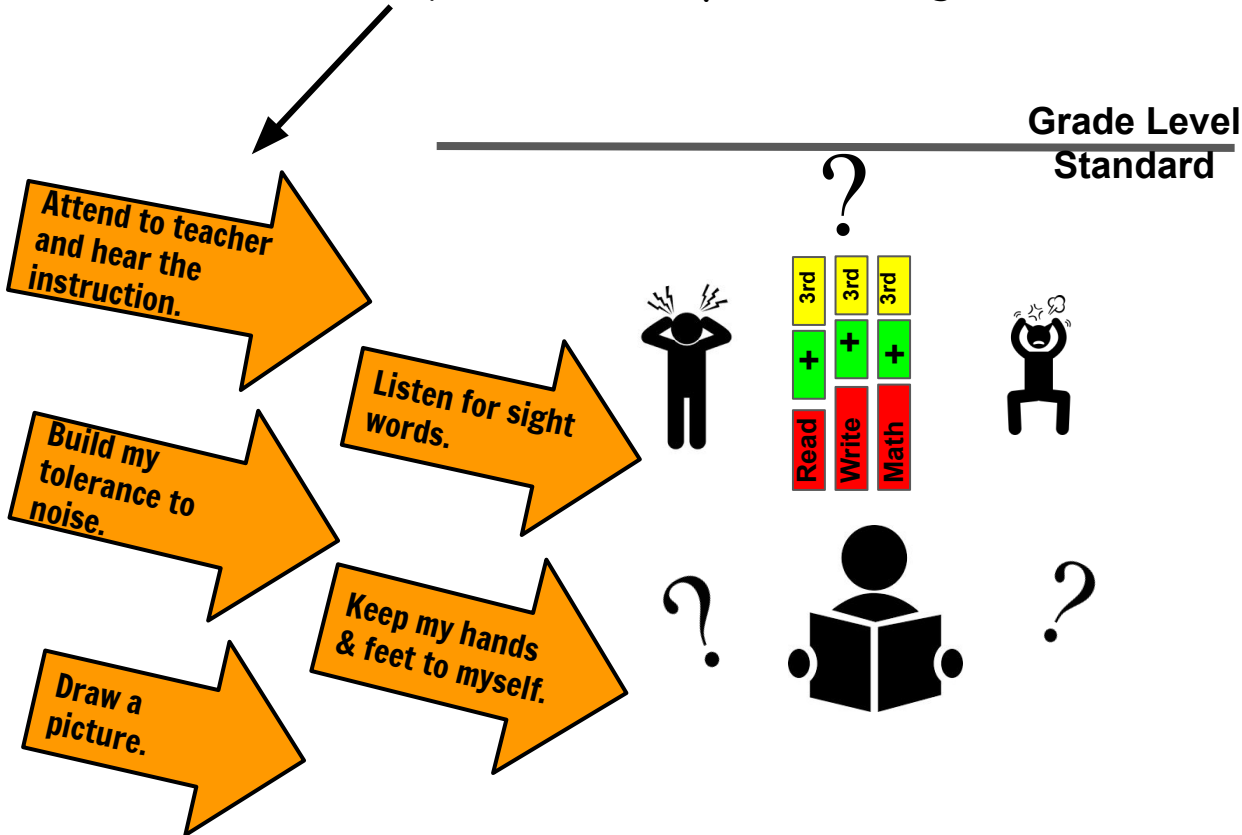 Grade Level
Standard
?
Attend to teacher
and hear the
instruction.
3rd 3rd 3rd
+ + +
Read Write Math
Listen for sight
words.
Build my
tolerance to
noise.
Keep my hands
& feet to myself.
? ?
Draw a
picture.